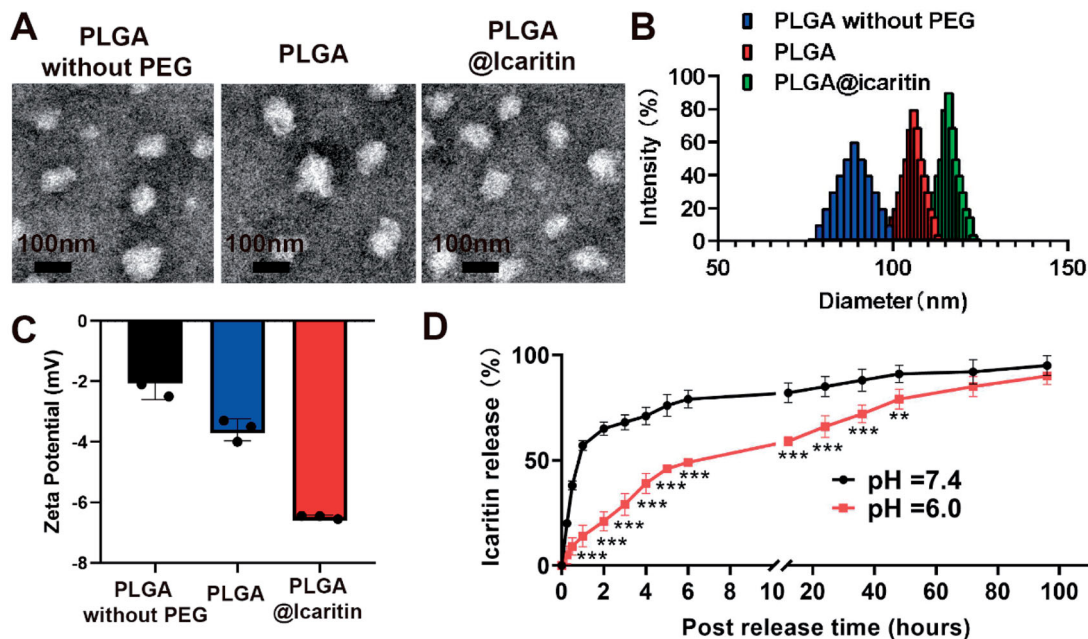 A
PLGA
without PEG
PLGA
PLGA
@Icaritin
100nm
100nm
100nm
B
PLGA without PEG
PLGA
PLGA@icaritin
Intensity (%)
100
80
60
40
20
0
50
100
150
Diameter(nm)
C
Zeta Potential (mV)
0
-2
-4
-6
-8
PLGA
without PEG
PLGA
PLGA
@Icaritin
D
Icaritin release (%)
100
50
0
***
***
***
***
***
***
***
***
***
***
**
pH =7.4
pH =6.0
0 2 4 6 8 10 20 40 60 80 100
Post release time (hours)